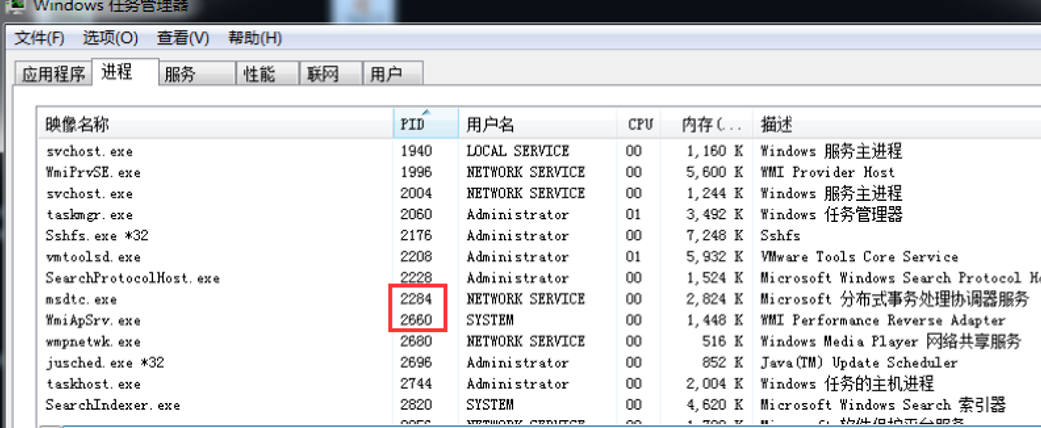 Windows 任务管理器
文件(F) 选项(O) 查看(V) 帮助(H)
应用程序 进程 服务 性能 联网 用户
映像名称 PID 用户名 CPU 内存(... 描述
svchost.exe 1940 LOCAL SERVICE 00 1,160 K Windows 服务主进程
WmiPrvSE.exe 1996 NETWORK SERVICE 00 5,600 K WMI Provider Host
svchost.exe 2004 NETWORK SERVICE 00 1,244 K Windows 服务主进程
taskmgr.exe 2060 Administrator 01 3,492 K Windows 任务管理器
Sshfs.exe *32 2176 Administrator 00 7,248 K Sshfs
vmtoolsd.exe 2208 Administrator 01 5,932 K VMware Tools Core Service
SearchProtocolHost.exe 2228 Administrator 00 1,524 K Microsoft Windows Search Protocol
msdtc.exe 2284 NETWORK SERVICE 00 2,824 K Microsoft 分布式事务处理协调器服务
WmiApSrv.exe 2660 SYSTEM 00 1,448 K WMI Performance Reverse Adapter
wmpnetwk.exe 2680 NETWORK SERVICE 00 516 K Windows Media Player 网络共享服务
jusched.exe *32 2696 Administrator 00 852 K Java(TM) Update Scheduler
taskhost.exe 2744 Administrator 00 2,004 K Windows 任务的主机进程
SearchIndexer.exe 2820 SYSTEM 00 4,620 K Microsoft Windows Search 索引器